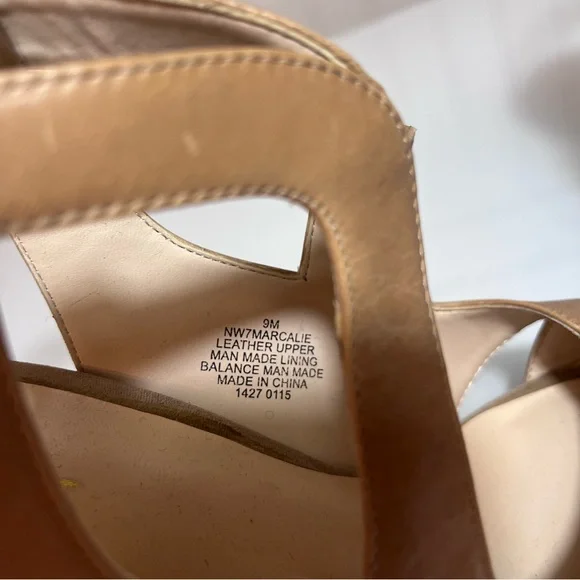 9M
NW7MARCALIE
LEATHER UPPER
MAN MADE LINING
BALANCE MAN MADE
MADE IN CHINA
1427 0115